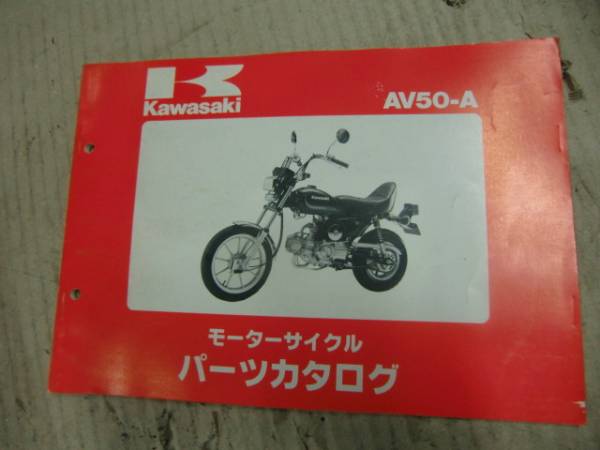 Kawasaki
AV50-A
モーターサイクル
パーツカタログ